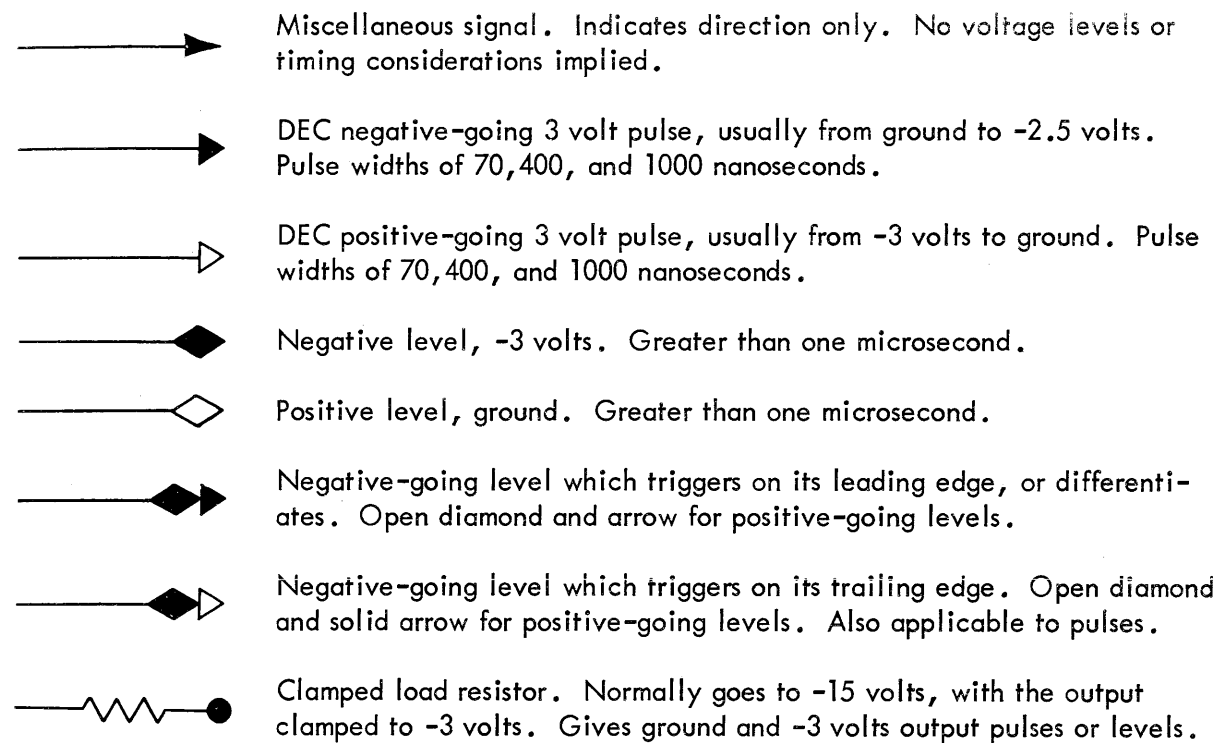 Miscellaneous signal. Indicates direction only. No voltage levels or
timing considerations implied.
DEC negative-going 3 volt pulse, usually from ground to -2.5 volts.
Pulse widths of 70,400, and 1000 nanoseconds.
DEC positive-going 3 volt pulse, usually from -3 volts to ground. Pulse
widths of 70,400, and 1000 nanoseconds.
Negative level, -3 volts. Greater than one microsecond.
Positive level, ground. Greater than one microsecond.
Negative-going level which triggers on its leading edge, or differenti-
ates. Open diamond and arrow for positive-going levels.
Negative-going level which triggers on its trailing edge. Open diamond
and solid arrow for positive-going levels. Also applicable to pulses.
Clamped load resistor. Normally goes to -15 volts, with the output
clamped to -3 volts. Gives ground and -3 volts output pulses or levels.